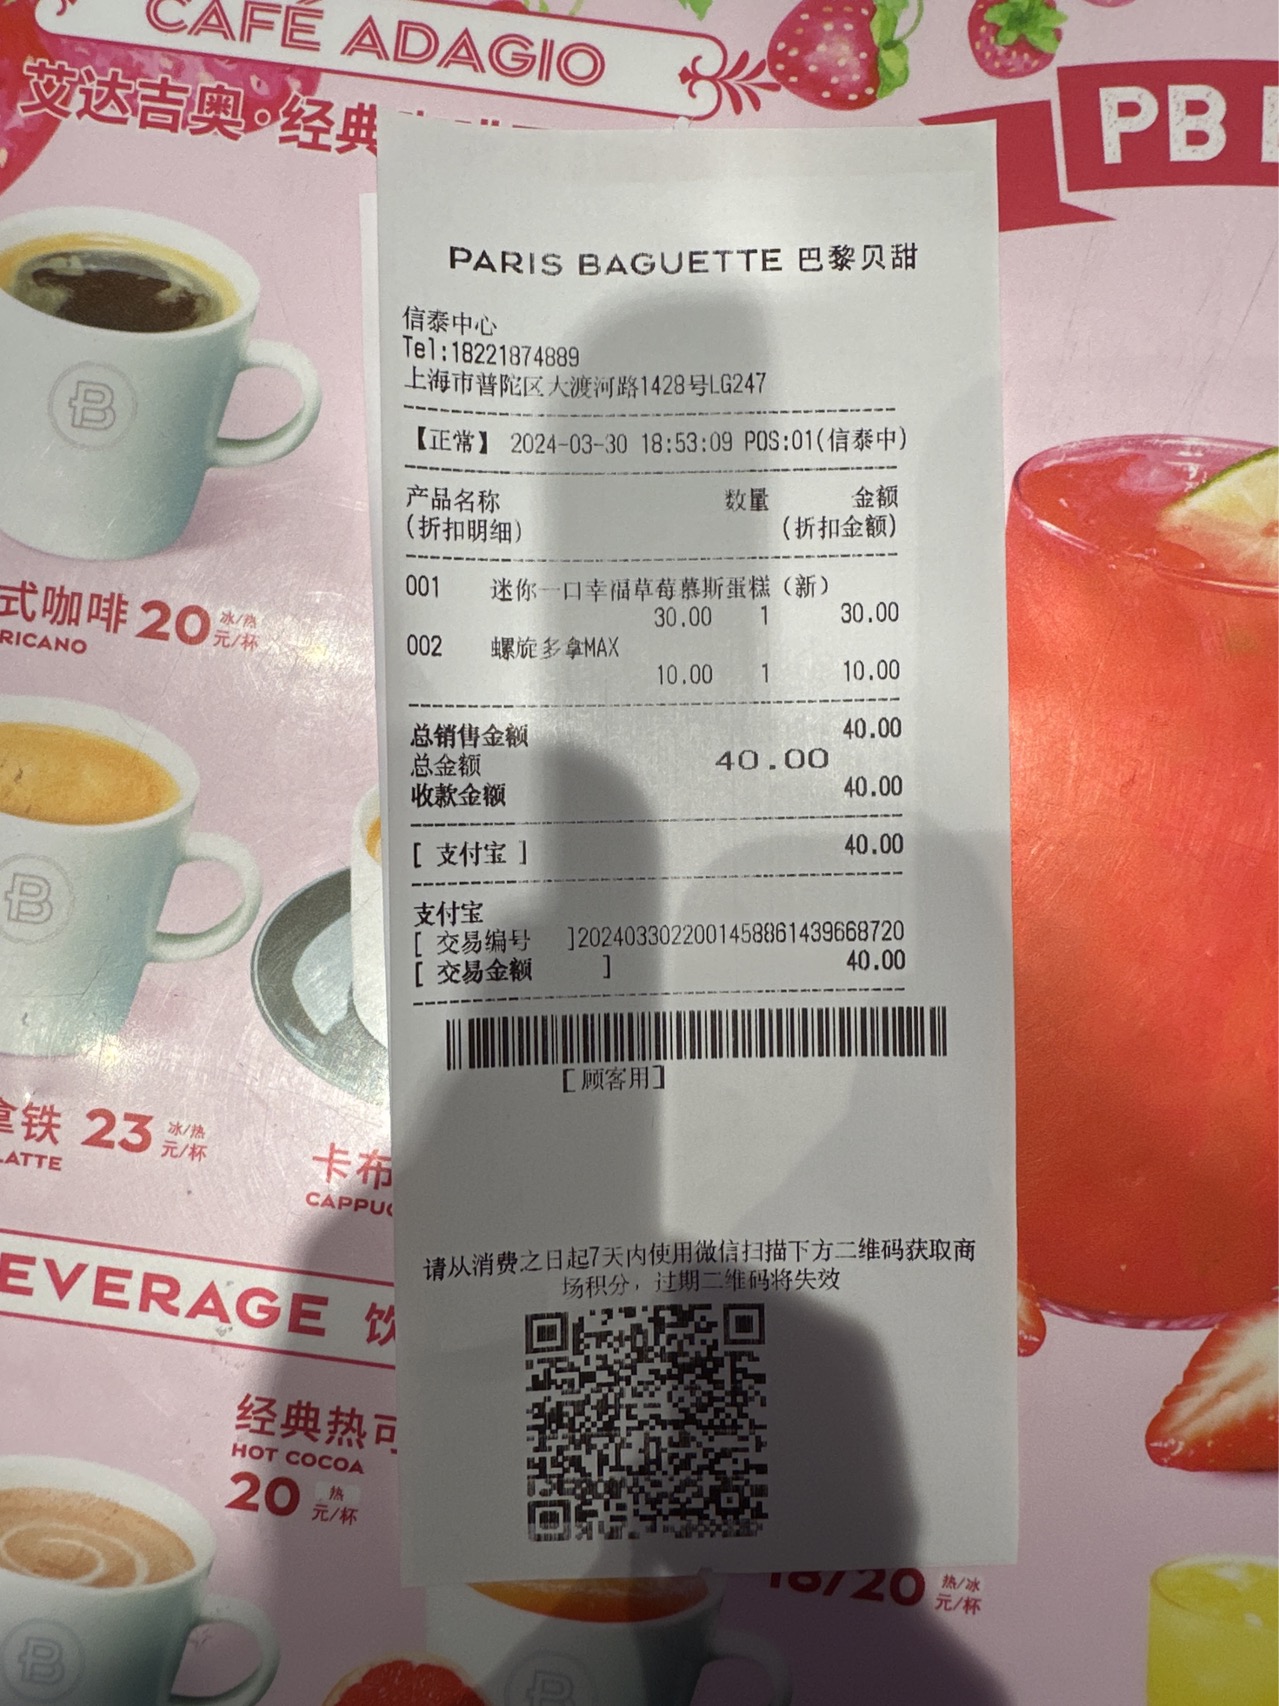 CAFÉ ADAGIO
艾达吉奥·经典
PB
PARIS BAGUETTE 巴黎贝甜
信泰中心
Tel:18221874889
上海市普陀区大渡河路1428号LG247
【正常】 2024-03-30 18:53:09 POS:01(信泰中)
产品名称 数量 金额
(折扣明细) (折扣金额)
001 迷你一口幸福草莓慕斯蛋糕（新）
30.00 1 30.00
002 螺旋多拿MAX
10.00 1 10.00
总销售金额 40.00
总金额 40.00
收款金额 40.00
[ 支付宝 ] 40.00
支付宝
[ 交易编号 ]2024033022001458861439668720
[ 交易金额 ] 40.00
[顾客用]
请从消费之日起7天内使用微信扫描下方二维码获取商
场积分，过期二维码将失效
式咖啡 20 冰/热
元/杯
RICANO
拿铁 23 冰/热
元/杯
LATTE
卡布
CAPPUC
EVERAGE 饮
经典热可
HOT COCOA
20 热
元/杯
18/20 热/冰
元/杯